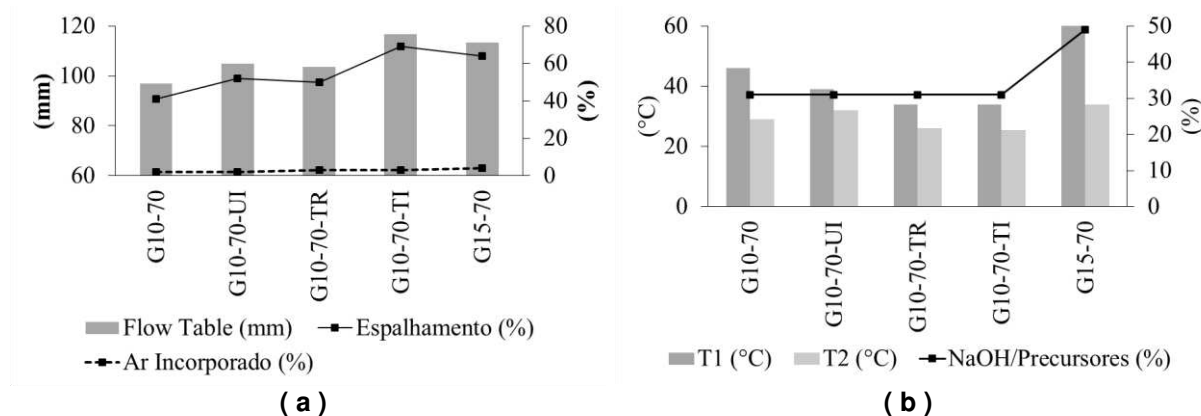 120
100
80
60
(mm)
80
60
40
20
0
(%)
G10-70
G10-70-UI
G10-70-TR
G10-70-TI
G15-70
Flow Table (mm)
Espalhamento (%)
Ar Incorporado (%)
( a )
60
40
20
0
(°C)
50
40
30
20
10
0
(%)
G10-70
G10-70-UI
G10-70-TR
G10-70-TI
G15-70
T1 (°C)
T2 (°C)
NaOH/Precursores (%)
( b )